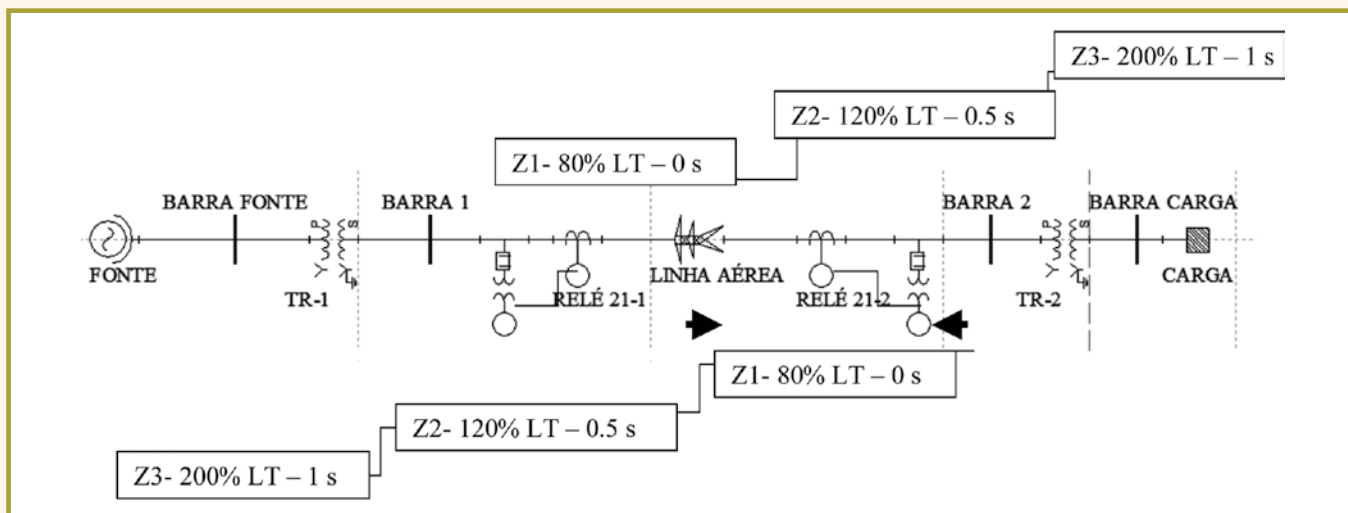 Z3- 200% LT – 1 s
Z2- 120% LT – 0.5 s
Z1- 80% LT – 0 s
BARRA FONTE
BARRA 1
BARRA 2
BARRA CARGA
P
S
P
S
FONTE
TR-1
RELÉ 21-1
LINHA AÉREA
RELÉ 21-2
TR-2
CARGA
Z1- 80% LT – 0 s
Z2- 120% LT – 0.5 s
Z3- 200% LT – 1 s